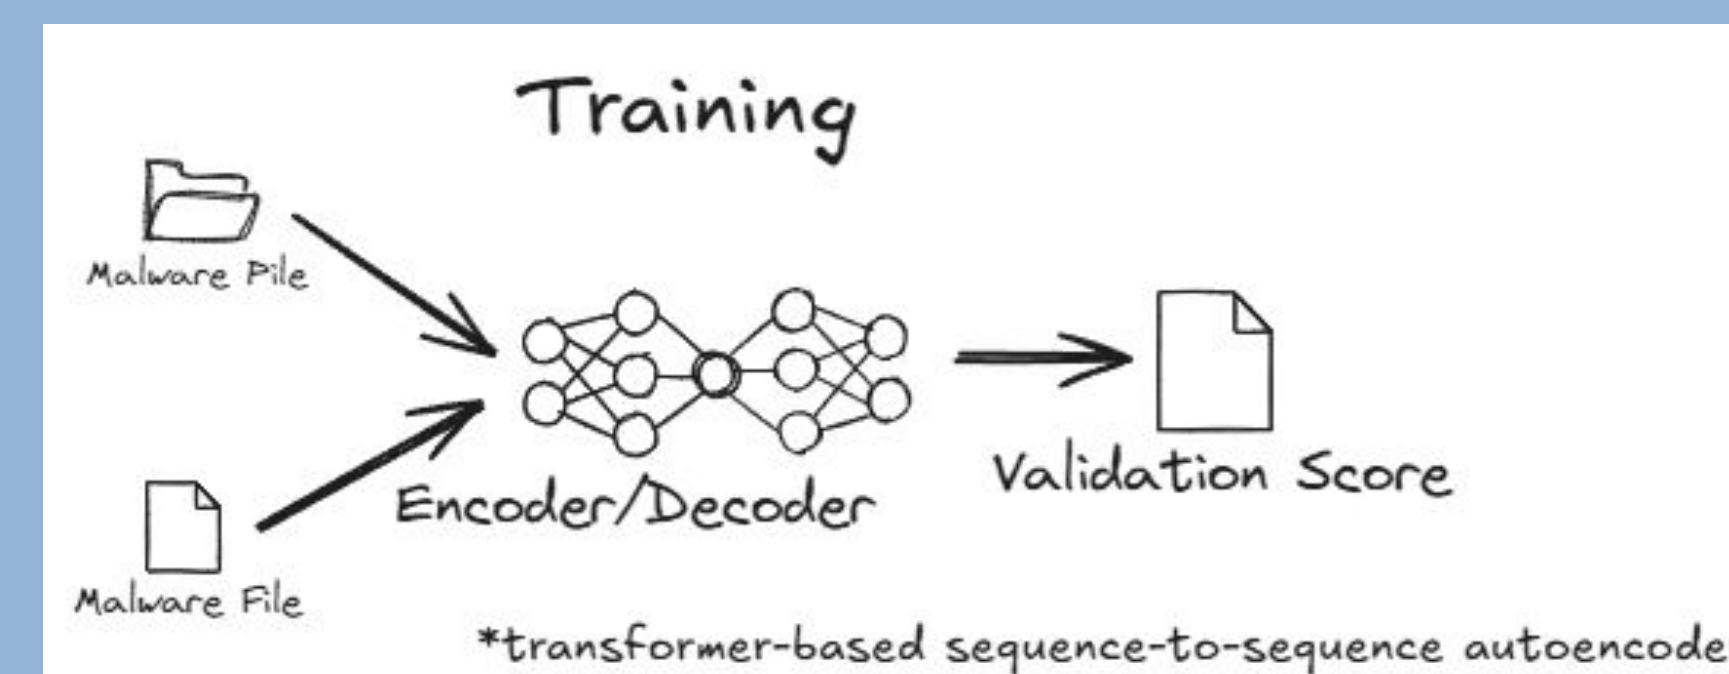 Training
Malware Pile
Encoder/Decoder
Validation Score
Malware File
*transformer-based sequence-to-sequence autoencode